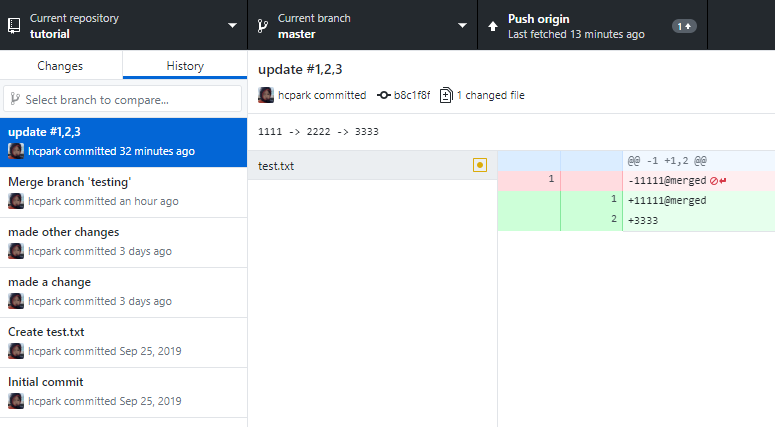 Current repository
tutorial
Current branch
master
Push origin
Last fetched 13 minutes ago
1
Changes
History
Select branch to compare...
update #1,2,3
hcpark committed 32 minutes ago
Merge branch 'testing'
hcpark committed an hour ago
made other changes
hcpark committed 3 days ago
made a change
hcpark committed 3 days ago
Create test.txt
hcpark committed Sep 25, 2019
Initial commit
hcpark committed Sep 25, 2019
update #1,2,3
hcpark committed b8c1f8f 1 changed file
1111 -> 2222 -> 3333
test.txt
@@ -1 +1,2 @@
1 -11111@merged
1 +11111@merged
2 +3333